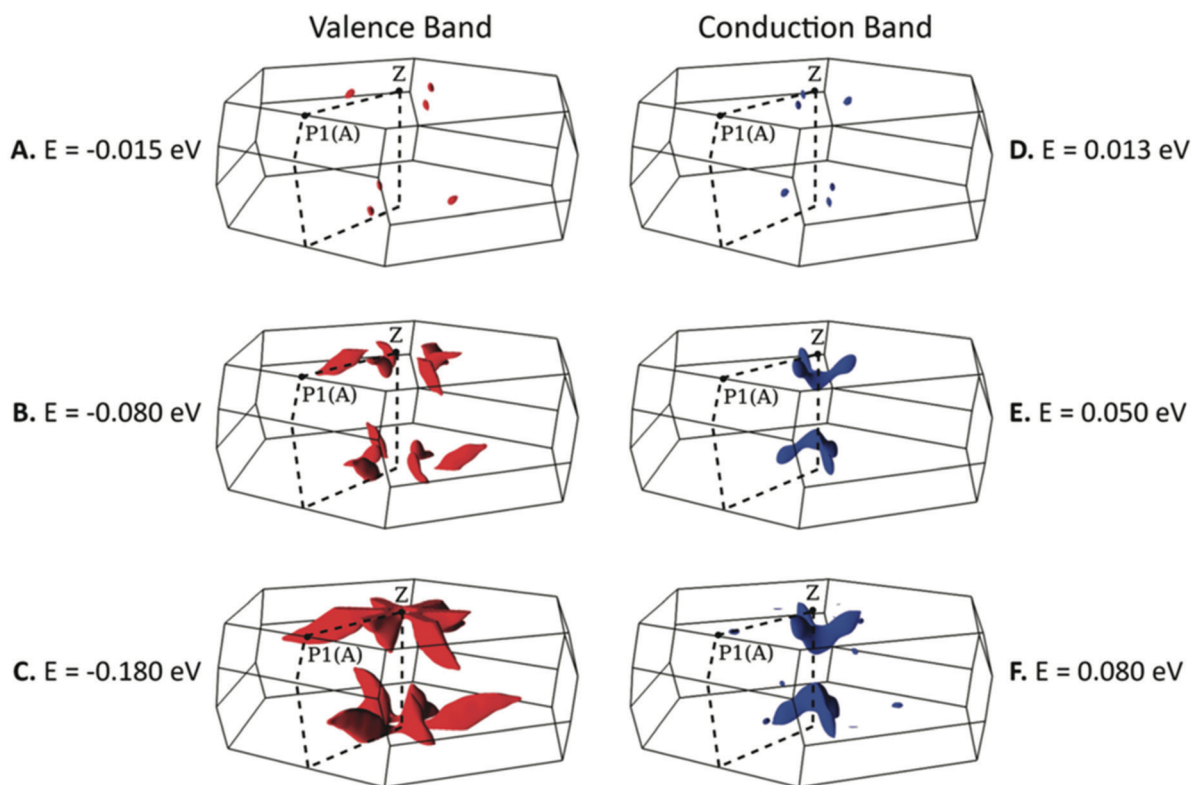 Valence Band
Conduction Band
Z
P1(A)
A. E = -0.015 eV
Z
P1(A)
D. E = 0.013 eV
Z
P1(A)
B. E = -0.080 eV
Z
P1(A)
E. E = 0.050 eV
Z
P1(A)
C. E = -0.180 eV
Z
P1(A)
F. E = 0.080 eV